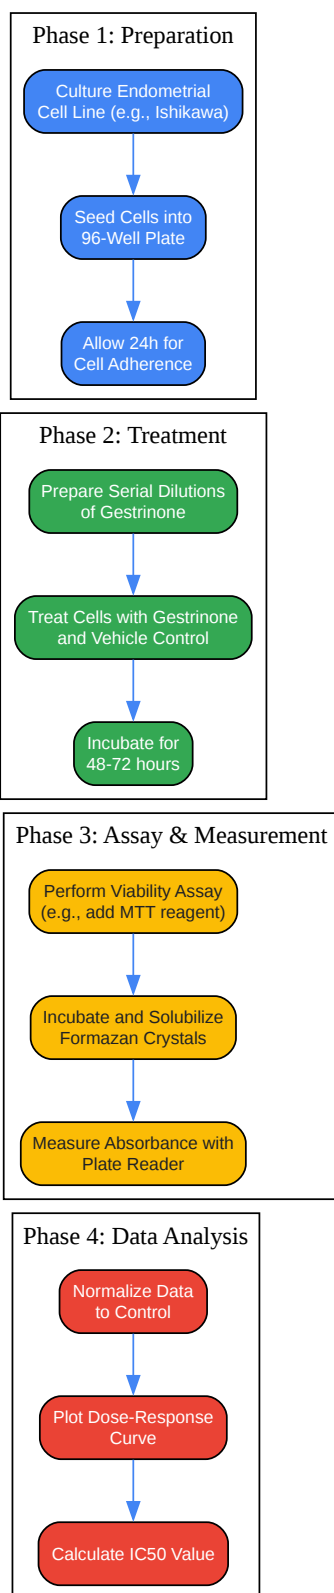 Phase 1: Preparation
Culture Endometrial
Cell Line (e.g., Ishikawa)
Seed Cells into
96-Well Plate
Allow 24h for
Cell Adherence
Phase 2: Treatment
Prepare Serial Dilutions
of Gestrinone
Treat Cells with Gestrinone
and Vehicle Control
Incubate for
48-72 hours
Phase 3: Assay & Measurement
Perform Viability Assay
(e.g., add MTT reagent)
Incubate and Solubilize
Formazan Crystals
Measure Absorbance with
Plate Reader
Phase 4: Data Analysis
Normalize Data
to Control
Plot Dose-Response
Curve
Calculate IC50 Value